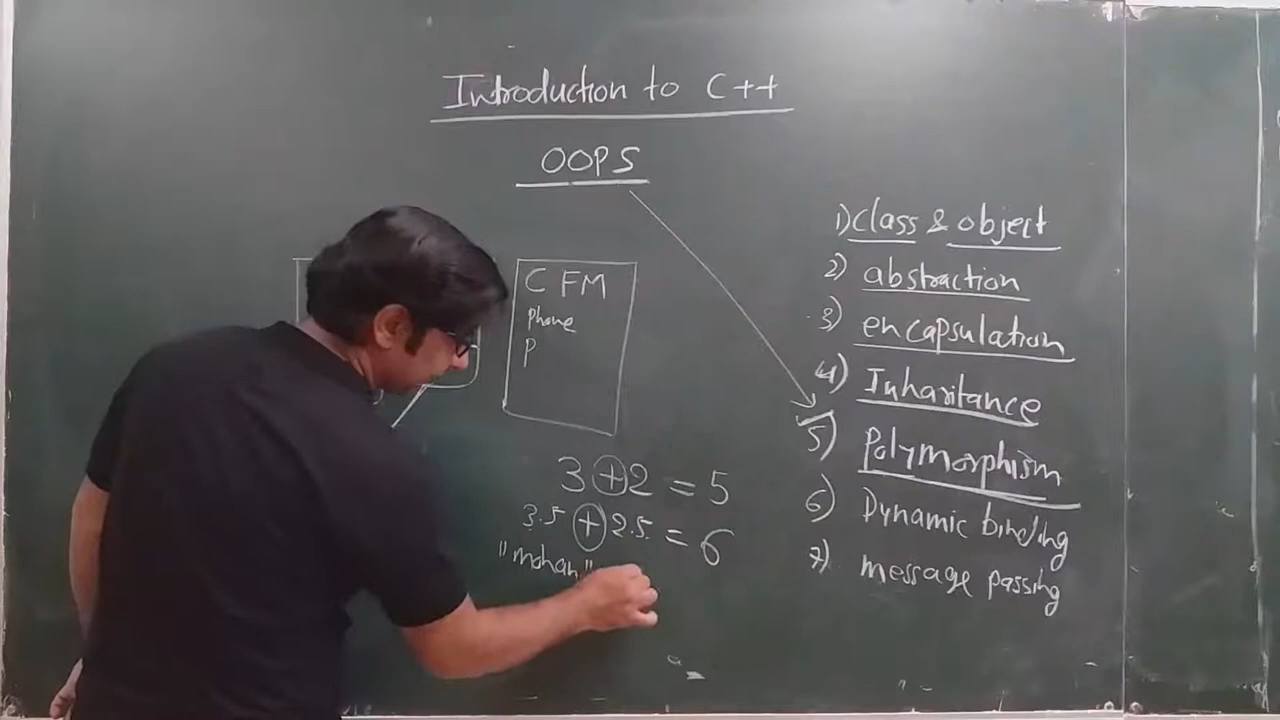 Introduction to C++
OOPS
C FM
Phone
P
3 + 2 = 5
3.5 + 2.5 = 6
"mohan"
1) class & object
2) abstraction
3) encapsulation
4) Inharitance
5) Polymorphism
6) Dynamic binding
7) message passing